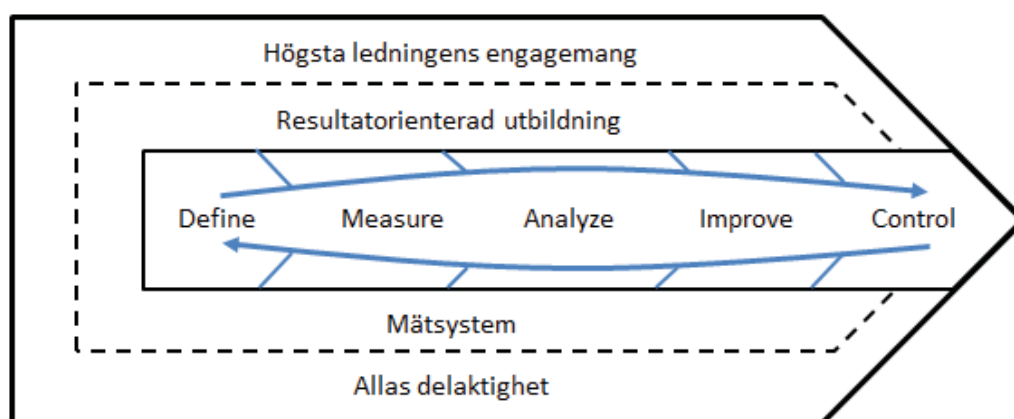 Högsta ledningens engagemang
Resultatorienterad utbildning
Define Measure Analyze Improve Control
Mätsystem
Allas delaktighet